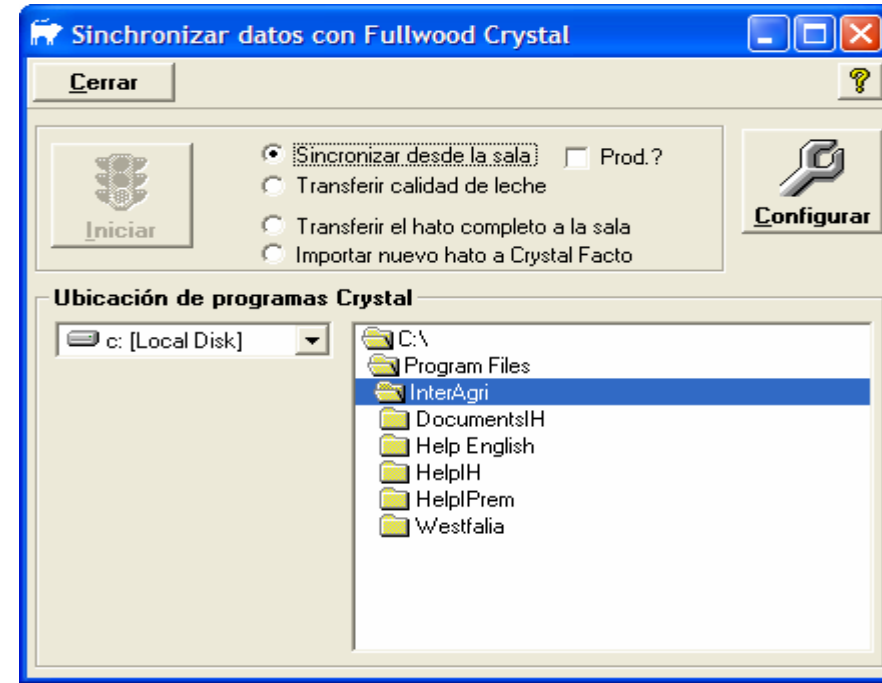 Sinchronizar datos con Fullwood Crystal
Cerrar
?
Iniciar
Sincronizar desde la sala
Prod.?
Transferir calidad de leche
Transferir el hato completo a la sala
Importar nuevo hato a Crystal Facto
Configurar
Ubicación de programas Crystal
c: [Local Disk]
C:\
Program Files
InterAgri
DocumentsIH
Help English
HelpIH
HelpIPrem
Westfalia